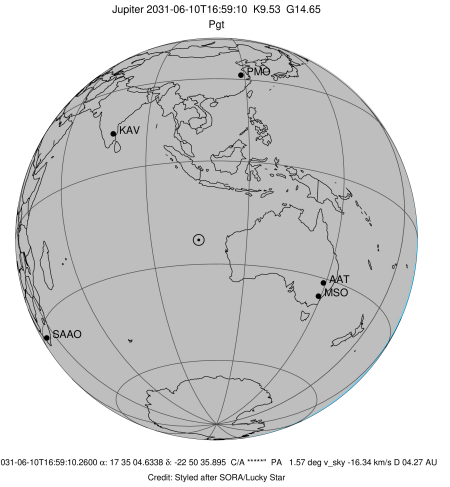 Jupiter 2031-06-10T16:59:10 K9.53 G14.65
Pgt
PMO
KAV
AAT
MSO
SAAO
031-06-10T16:59:10.2600 α: 17 35 04.6338 δ: -22 50 35.895 C/A *****" PA 1.57 deg v_sky -16.34 km/s D 04.27 AU
Credit: Styled after SORA/Lucky Star